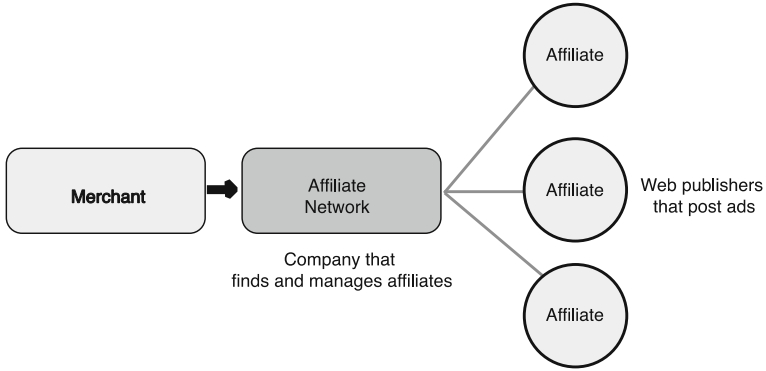 Affiliate
Merchant
Affiliate
Network
Affiliate
Web publishers
that post ads
Company that
finds and manages affiliates
Affiliate